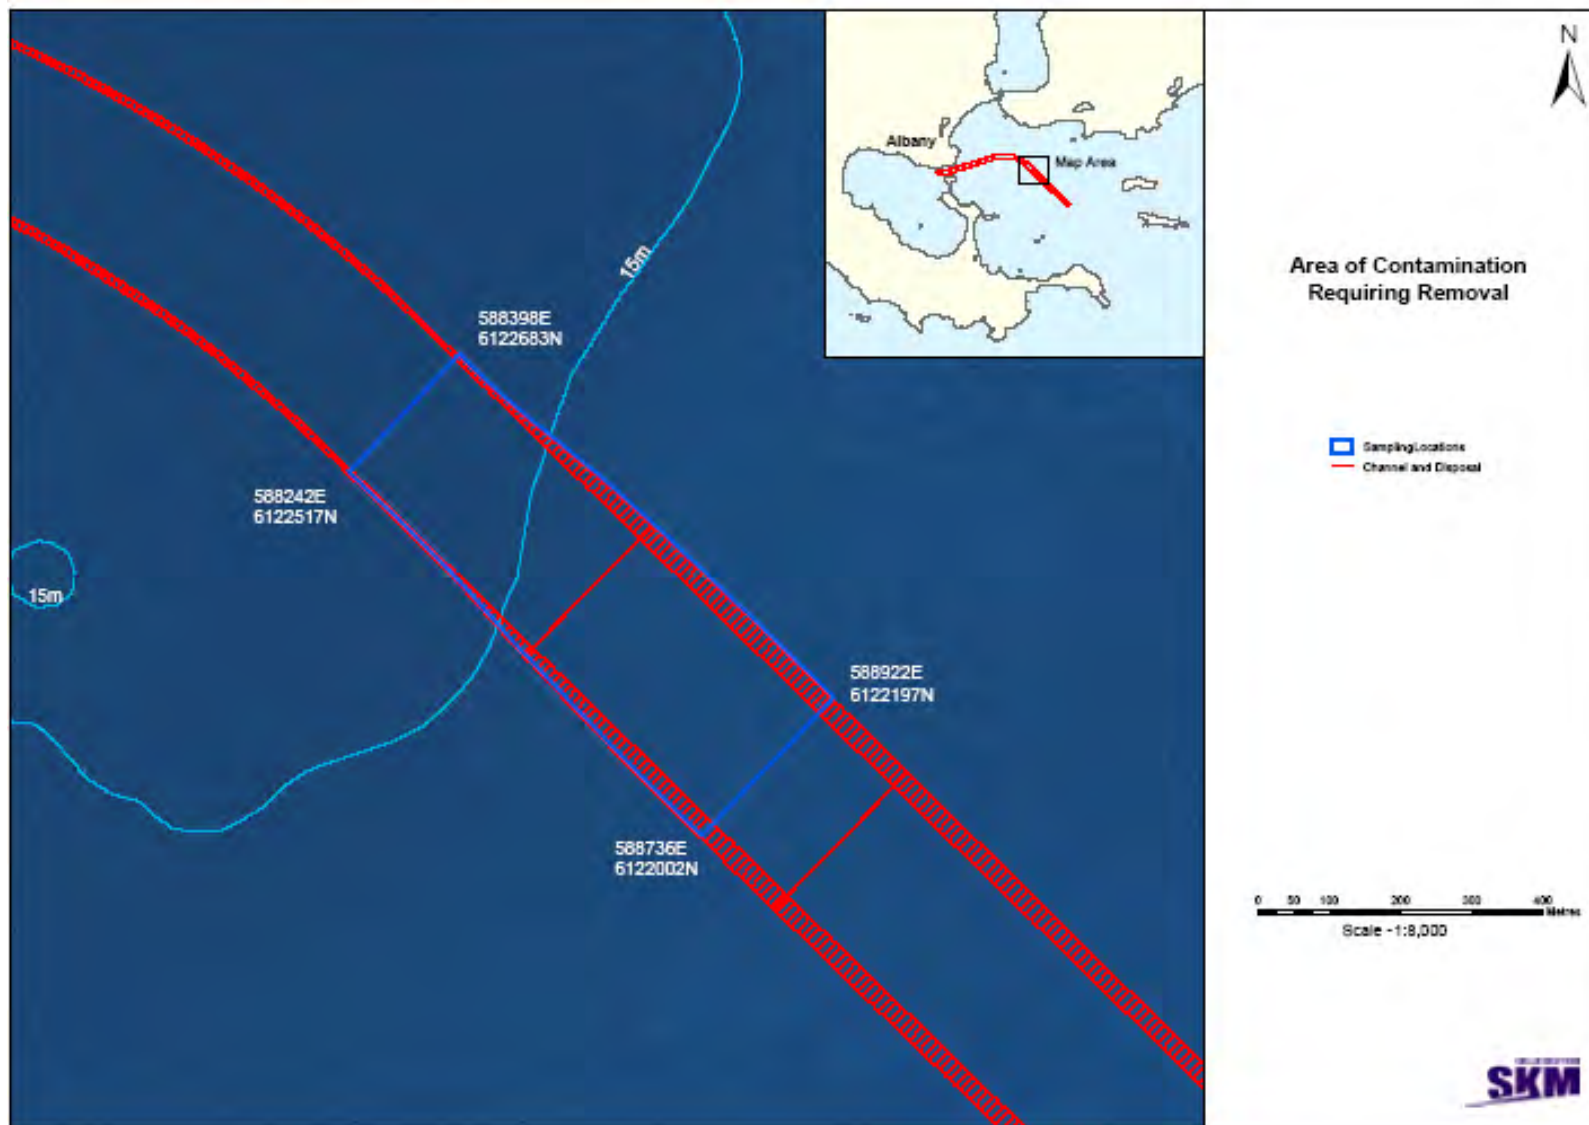 N
Albany
Map Area
Area of Contamination
Requiring Removal
15m
588398E
6122683N
SamplingLocations
Channel and Disposal
588242E
6122517N
15m
588922E
6122197N
588736E
6122002N
0 50 100 200 300 400
Metres
Scale -1:8,000
SKM